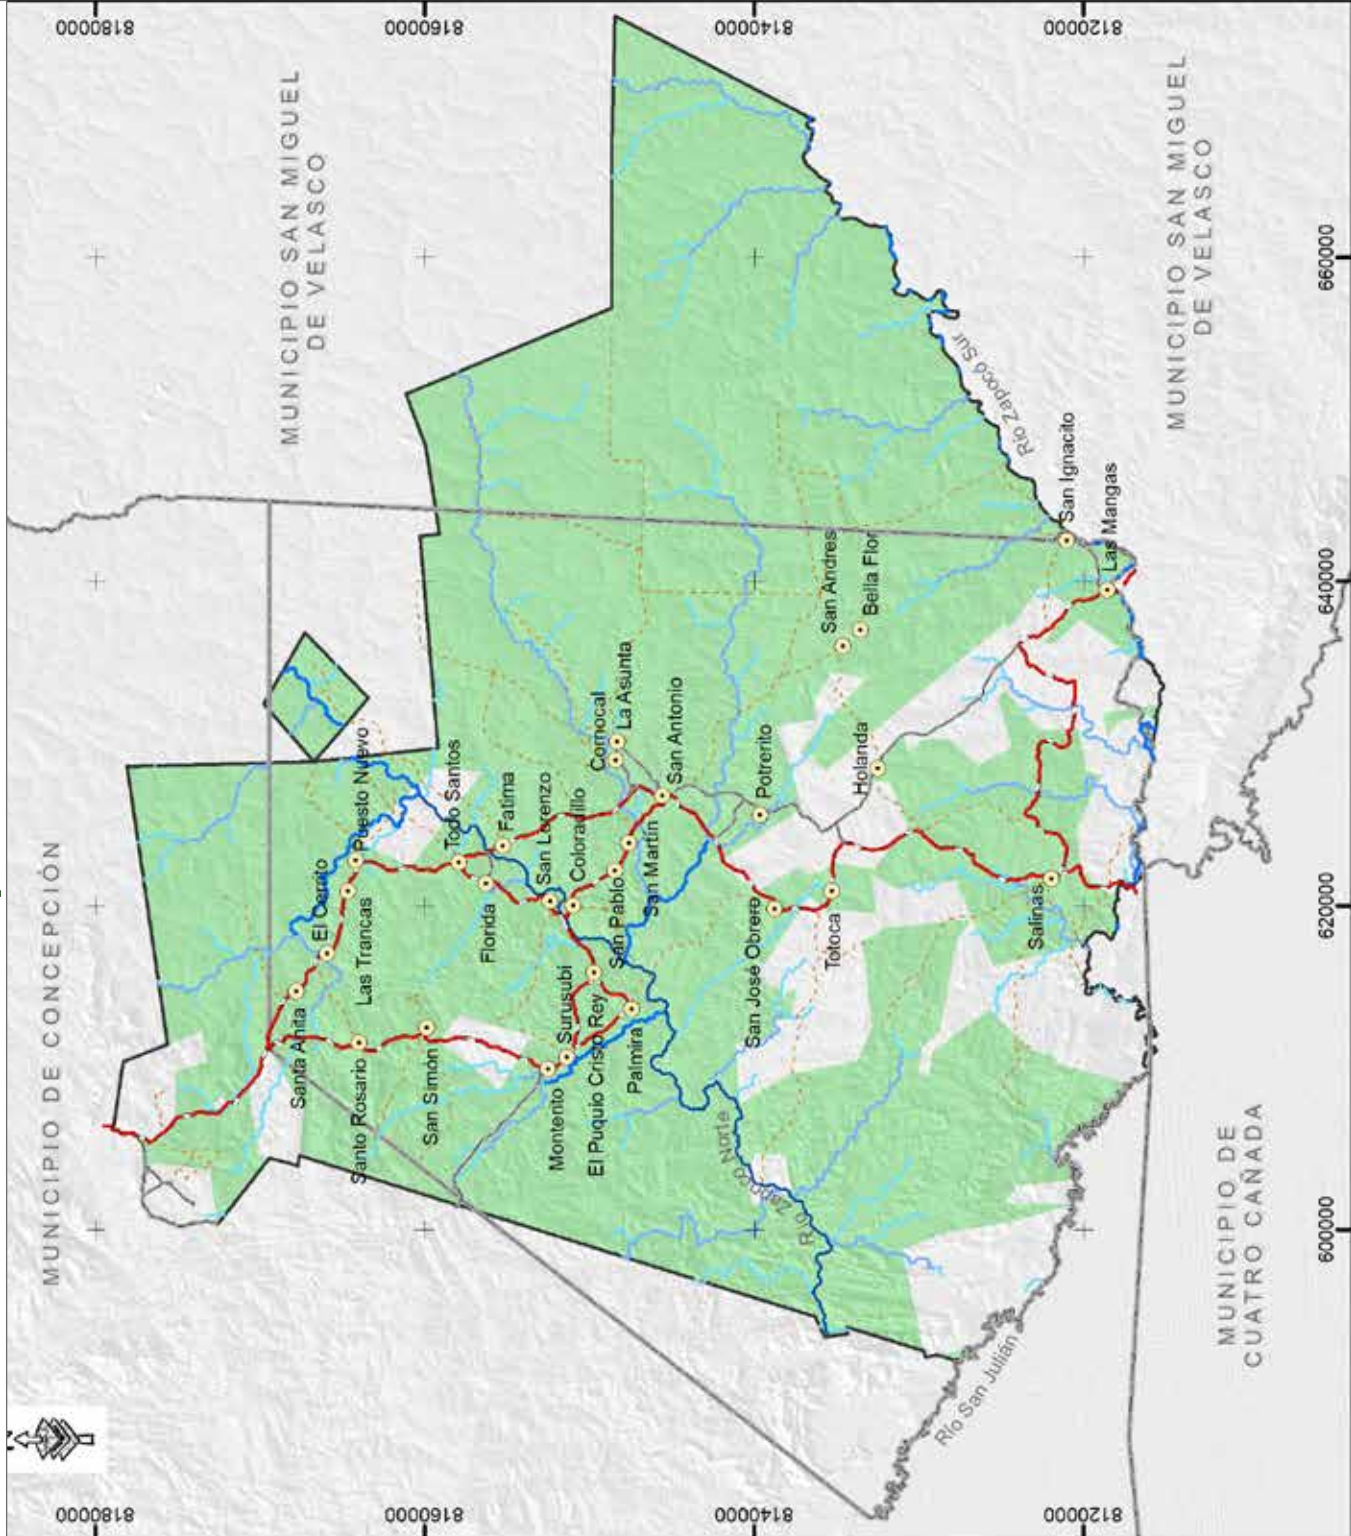 8180000
8180000
MUNICIPIO DE CONCEPCIÓN
MUNICIPIO SAN MIGUEL
DE VELASCO
Santa Anita
El Cerrato
Las Trancas
Puesto Nuevo
Santo Rosario
8160000
8160000
San Simón
Todo Santos
Florida
Fatima
San Lorenzo
Monterito
Surusubi
Coloradillo
El Puquio Cristo Rey
Cornocal
San Pablo
La Asunta
Palmira
San Martín
San Antonio
Río Zapocó Norte
8140000
8140000
San José Obrero
Potrerito
Totoca
San Andres
Holanda
Bella Flor
Río San Julián
Río Zapocó Sur
Salinas
San Ignacito
Las Mangas
MUNICIPIO SAN MIGUEL
DE VELASCO
8120000
8120000
MUNICIPIO DE
CUATRO CAÑADA
600000
620000
640000
660000